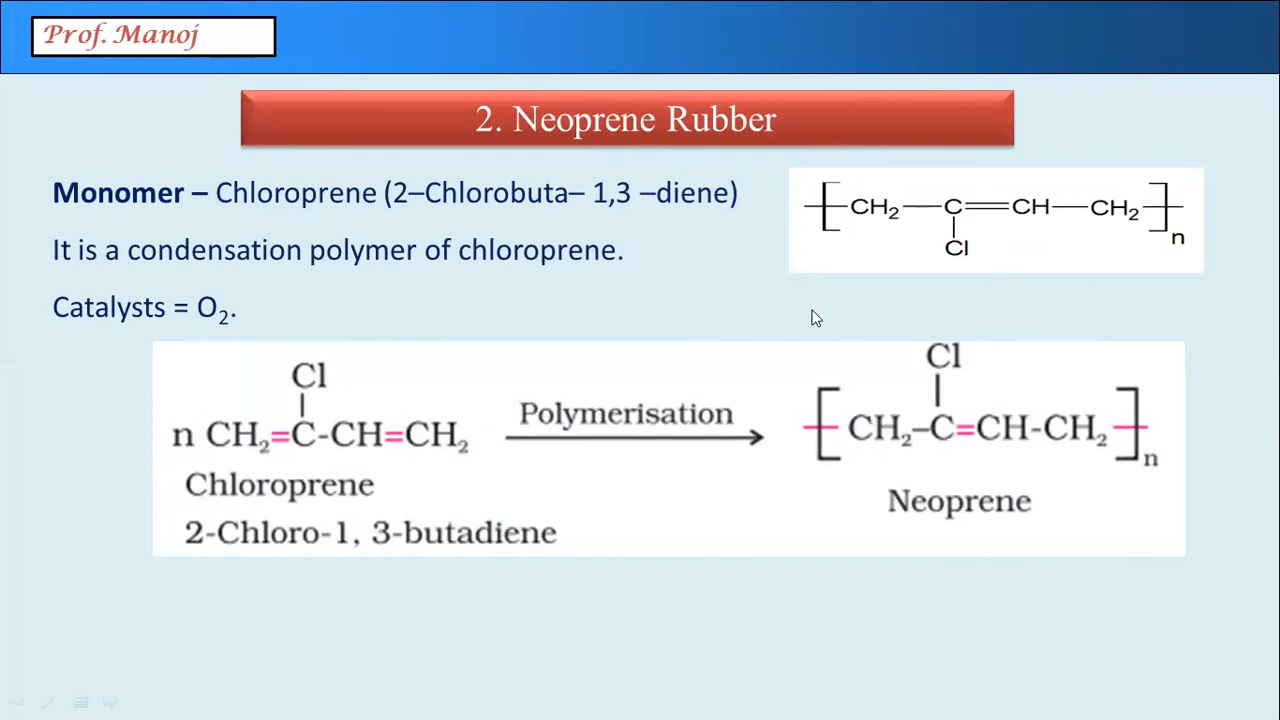 Prof. Manoj
2. Neoprene Rubber
Monomer – Chloroprene (2–Chlorobuta– 1,3 –diene)
It is a condensation polymer of chloroprene.
Catalysts = O₂.
CH₂—C=CH—CH₂
Cl
n
Cl
n CH₂=C-CH=CH₂
Chloroprene
2-Chloro-1, 3-butadiene
Polymerisation
Cl
CH₂–C=CH-CH₂
n
Neoprene